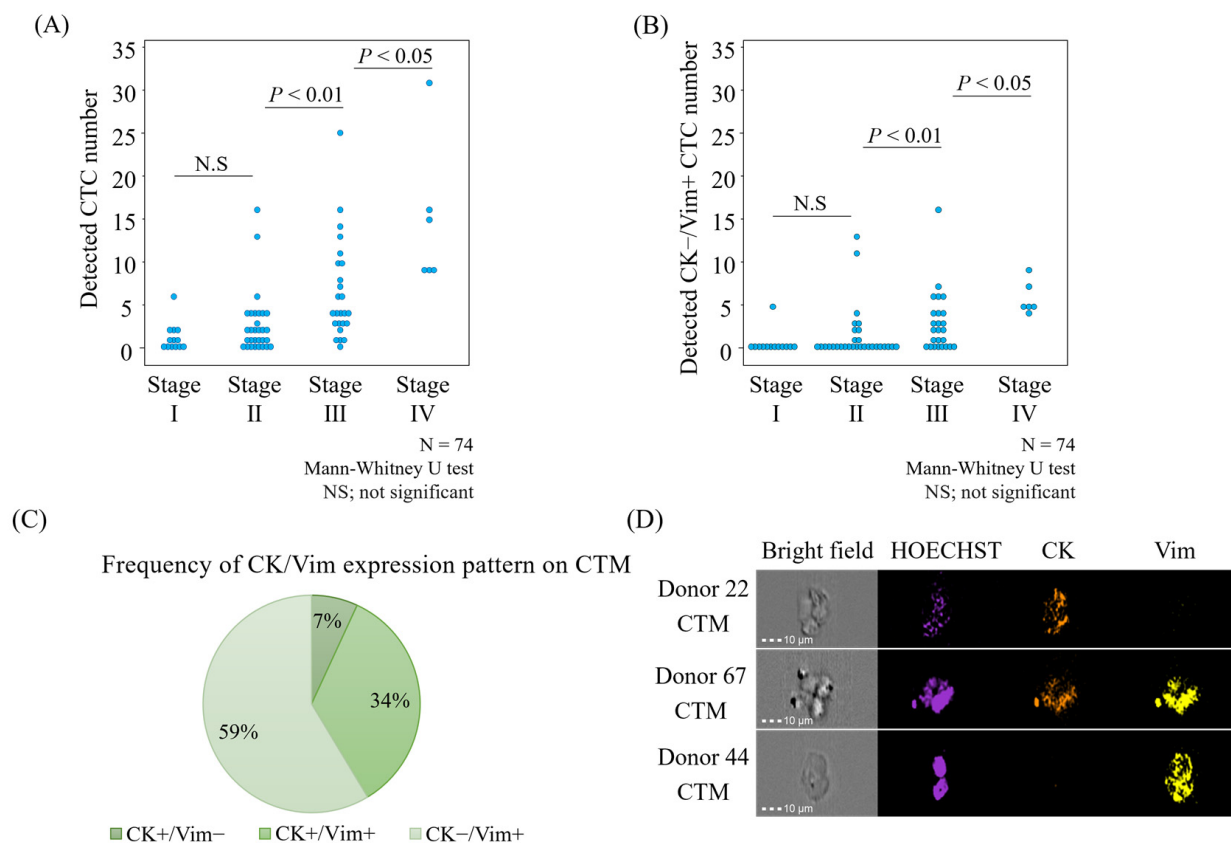 (A)
Detected CTC number
35
30
25
20
15
10
5
0
N.S
P < 0.01
P < 0.05
Stage I
Stage II
Stage III
Stage IV
N = 74
Mann-Whitney U test
NS; not significant
(B)
Detected CK−/Vim+ CTC number
35
30
25
20
15
10
5
0
N.S
P < 0.01
P < 0.05
Stage I
Stage II
Stage III
Stage IV
N = 74
Mann-Whitney U test
NS; not significant
(C)
Frequency of CK/Vim expression pattern on CTM
7%
34%
59%
CK+/Vim− CK+/Vim+ CK−/Vim+
(D)
Bright field HOECHST CK Vim
Donor 22
CTM
10 µm
Donor 67
CTM
10 µm
Donor 44
CTM
10 µm